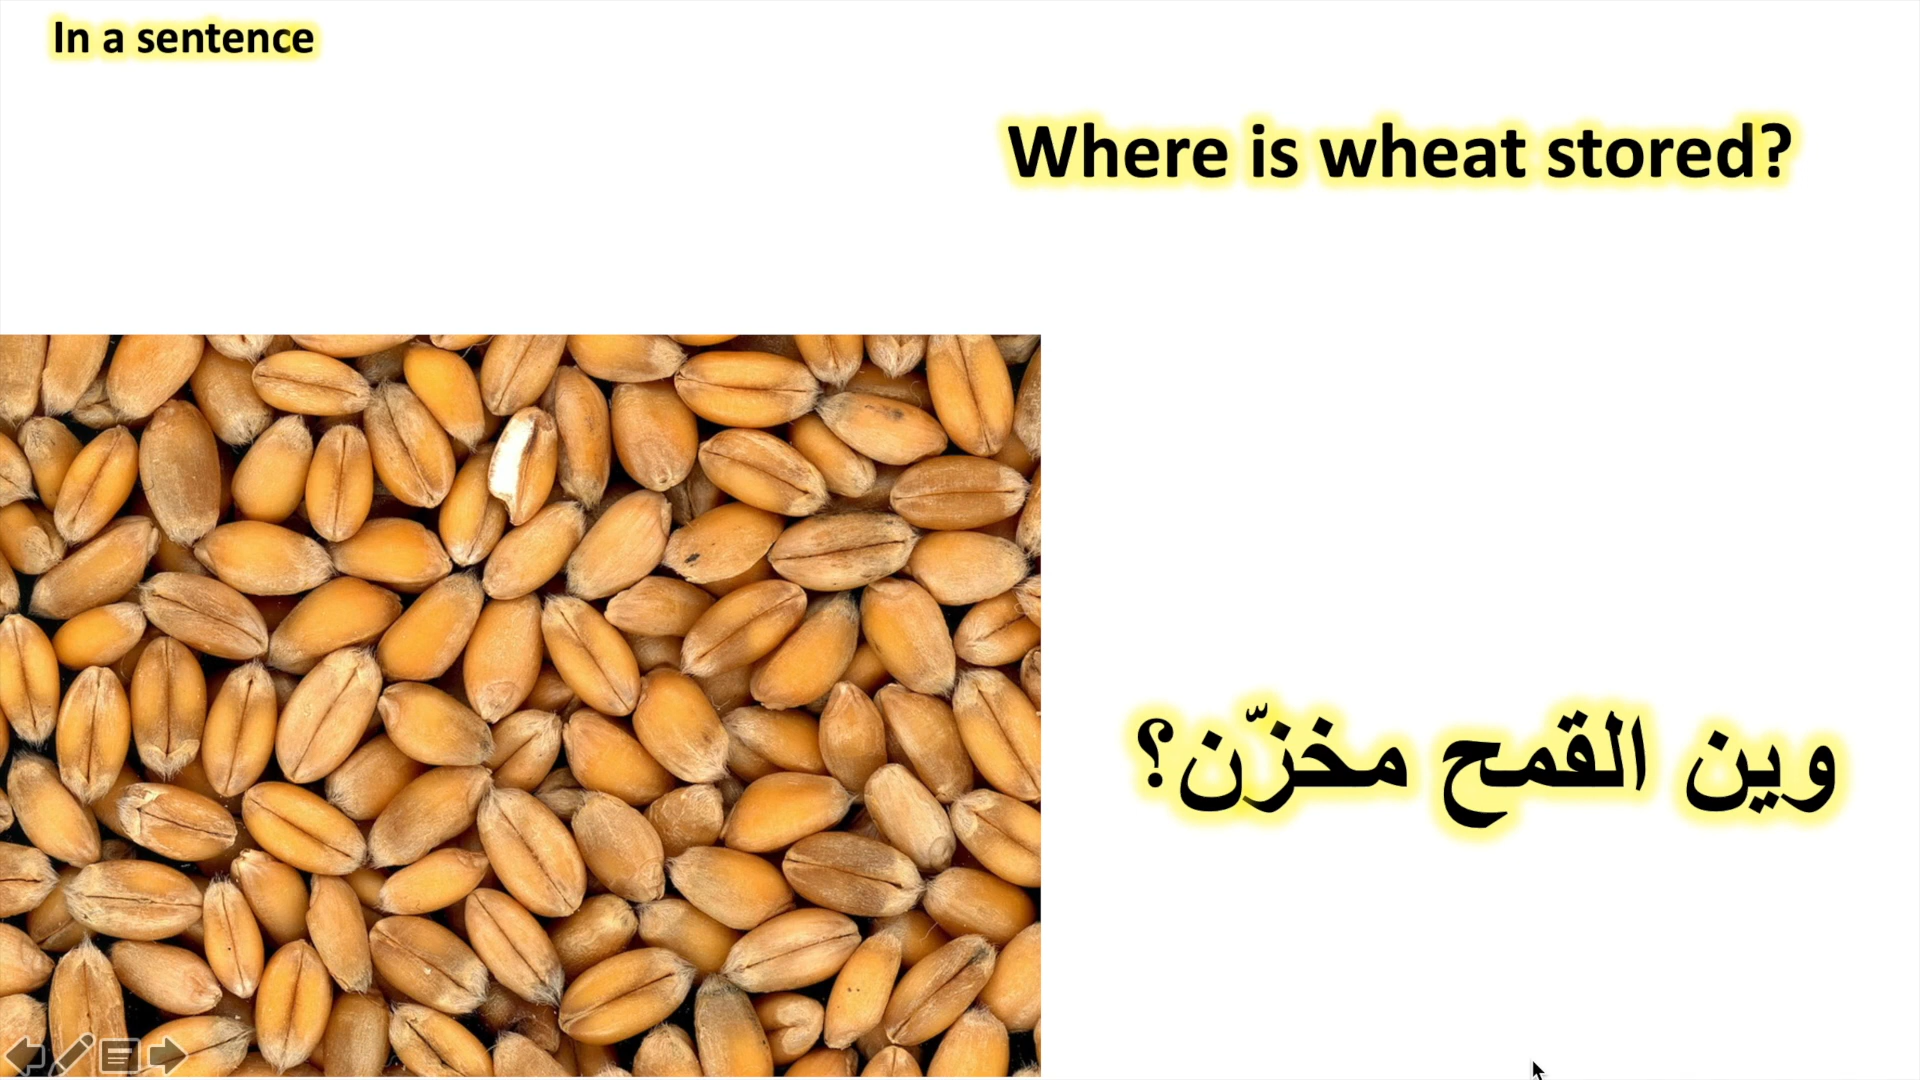 In a sentence
Where is wheat stored?
وين القمح مخزّن؟